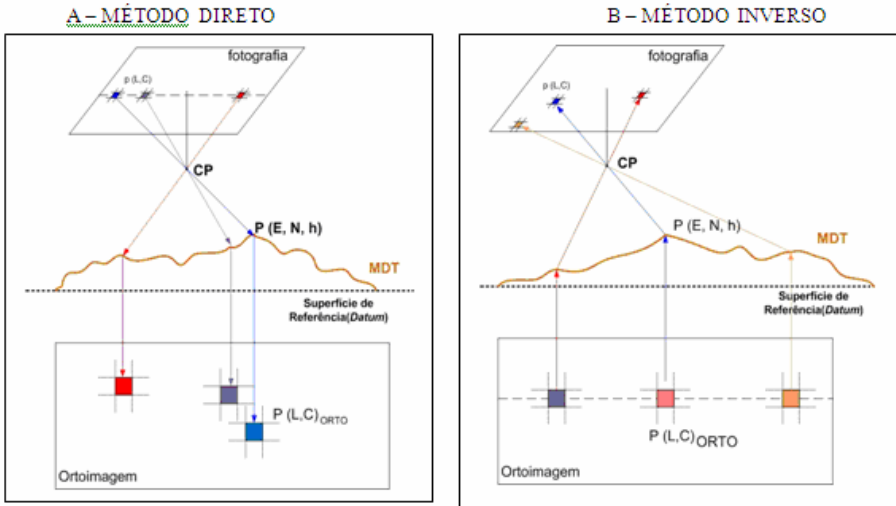 A – MÉTODO DIRETO
fotografia
p (L,C)
CP
P (E, N, h)
MDT
Superfície de
Referência(Datum)
P (L,C) ORTO
Ortoimagem
B – MÉTODO INVERSO
fotografia
p (L,C)
CP
P (E, N, h)
MDT
Superfície de
Referência(Datum)
P (L,C) ORTO
Ortoimagem